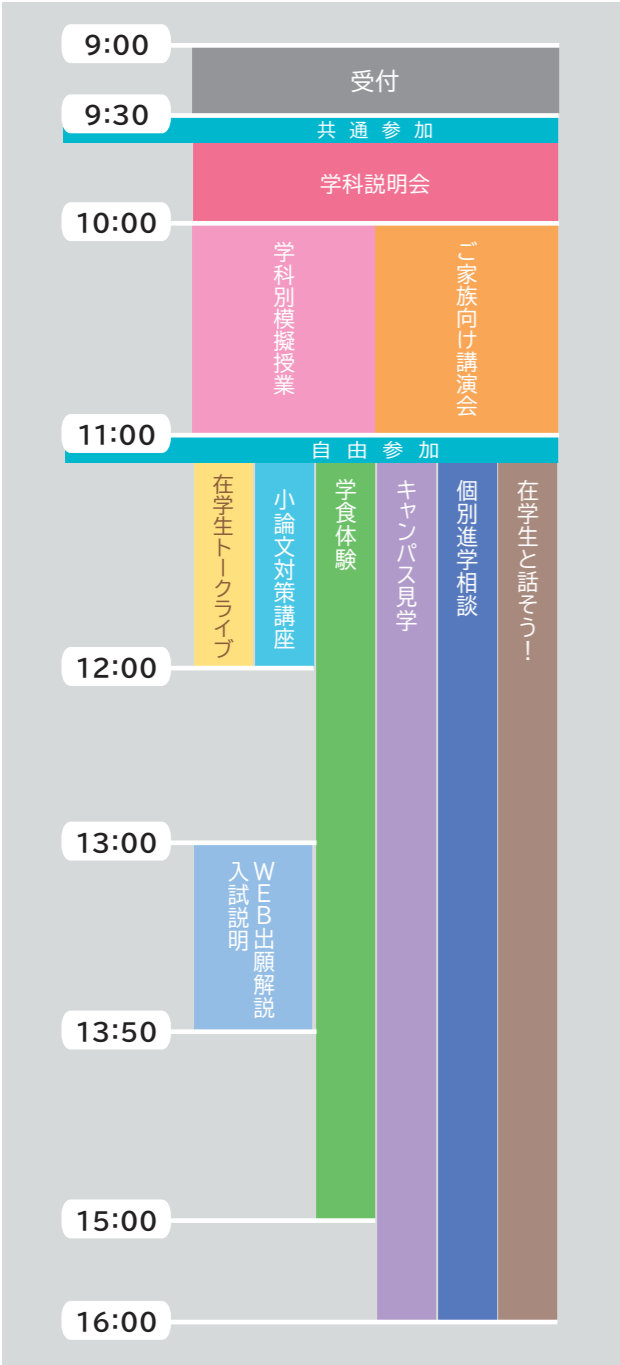 9:00
受付
9:30
共通参加
学科説明会
10:00
学科別模擬授業
ご家族向け講演会
11:00
自由参加
在学生トークライブ
小論文対策講座
学食体験
キャンパス見学
個別進学相談
在学生と話そう！
12:00
13:00
WEB出願解説
入試説明
13:50
15:00
16:00